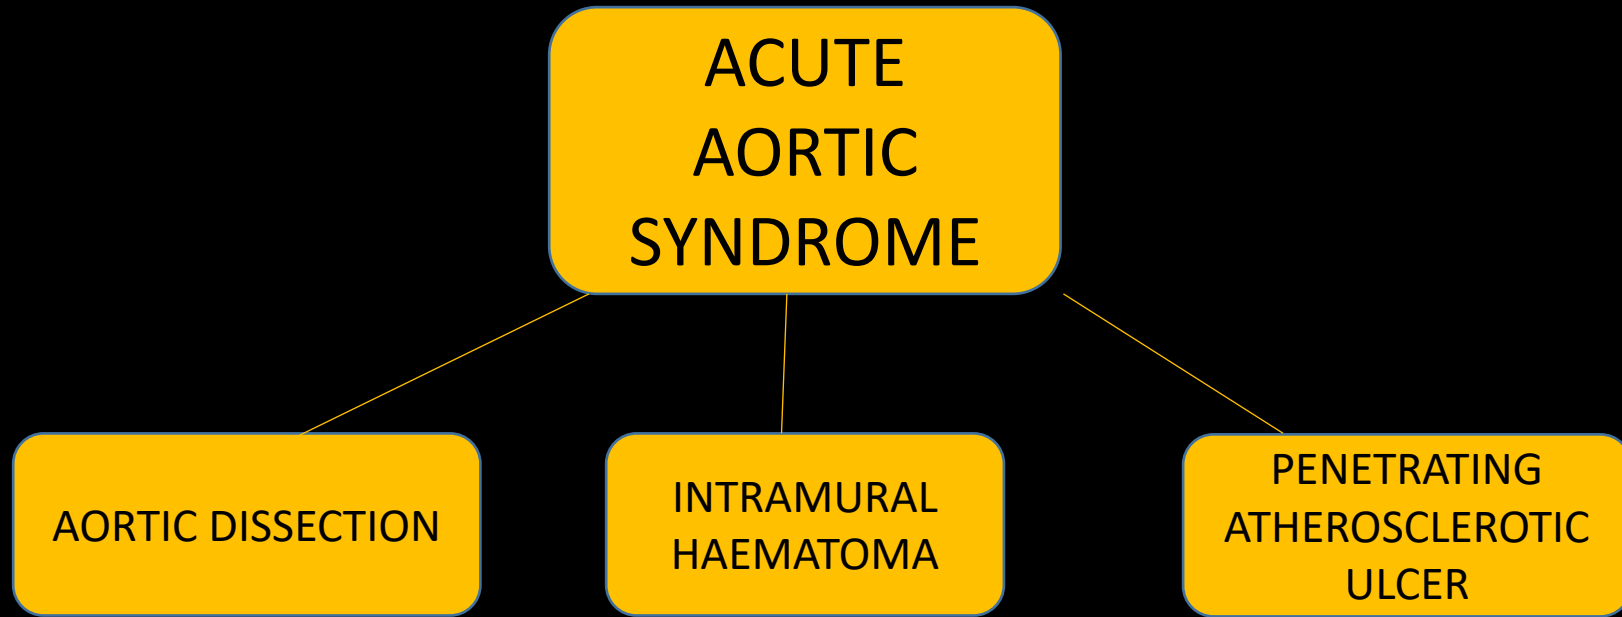 ACUTE
AORTIC
SYNDROME
AORTIC DISSECTION
INTRAMURAL
HAEMATOMA
PENETRATING
ATHEROSCLEROTIC
ULCER